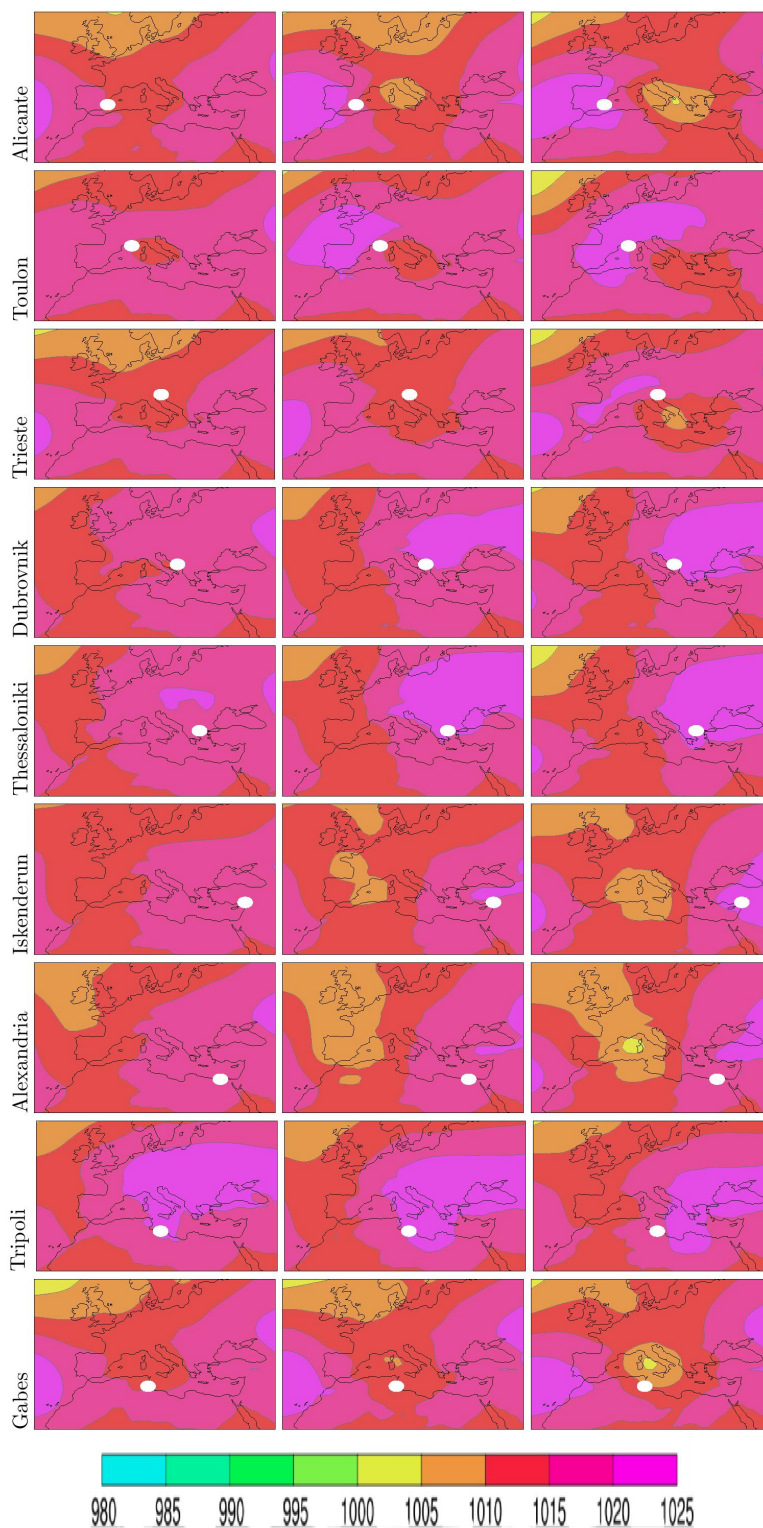 Alicante
Toulon
Trieste
Dubrovnik
Thessaloniki
Iskenderun
Alexandria
Tripoli
Gabes
980 985 990 995 1000 1005 1010 1015 1020 1025